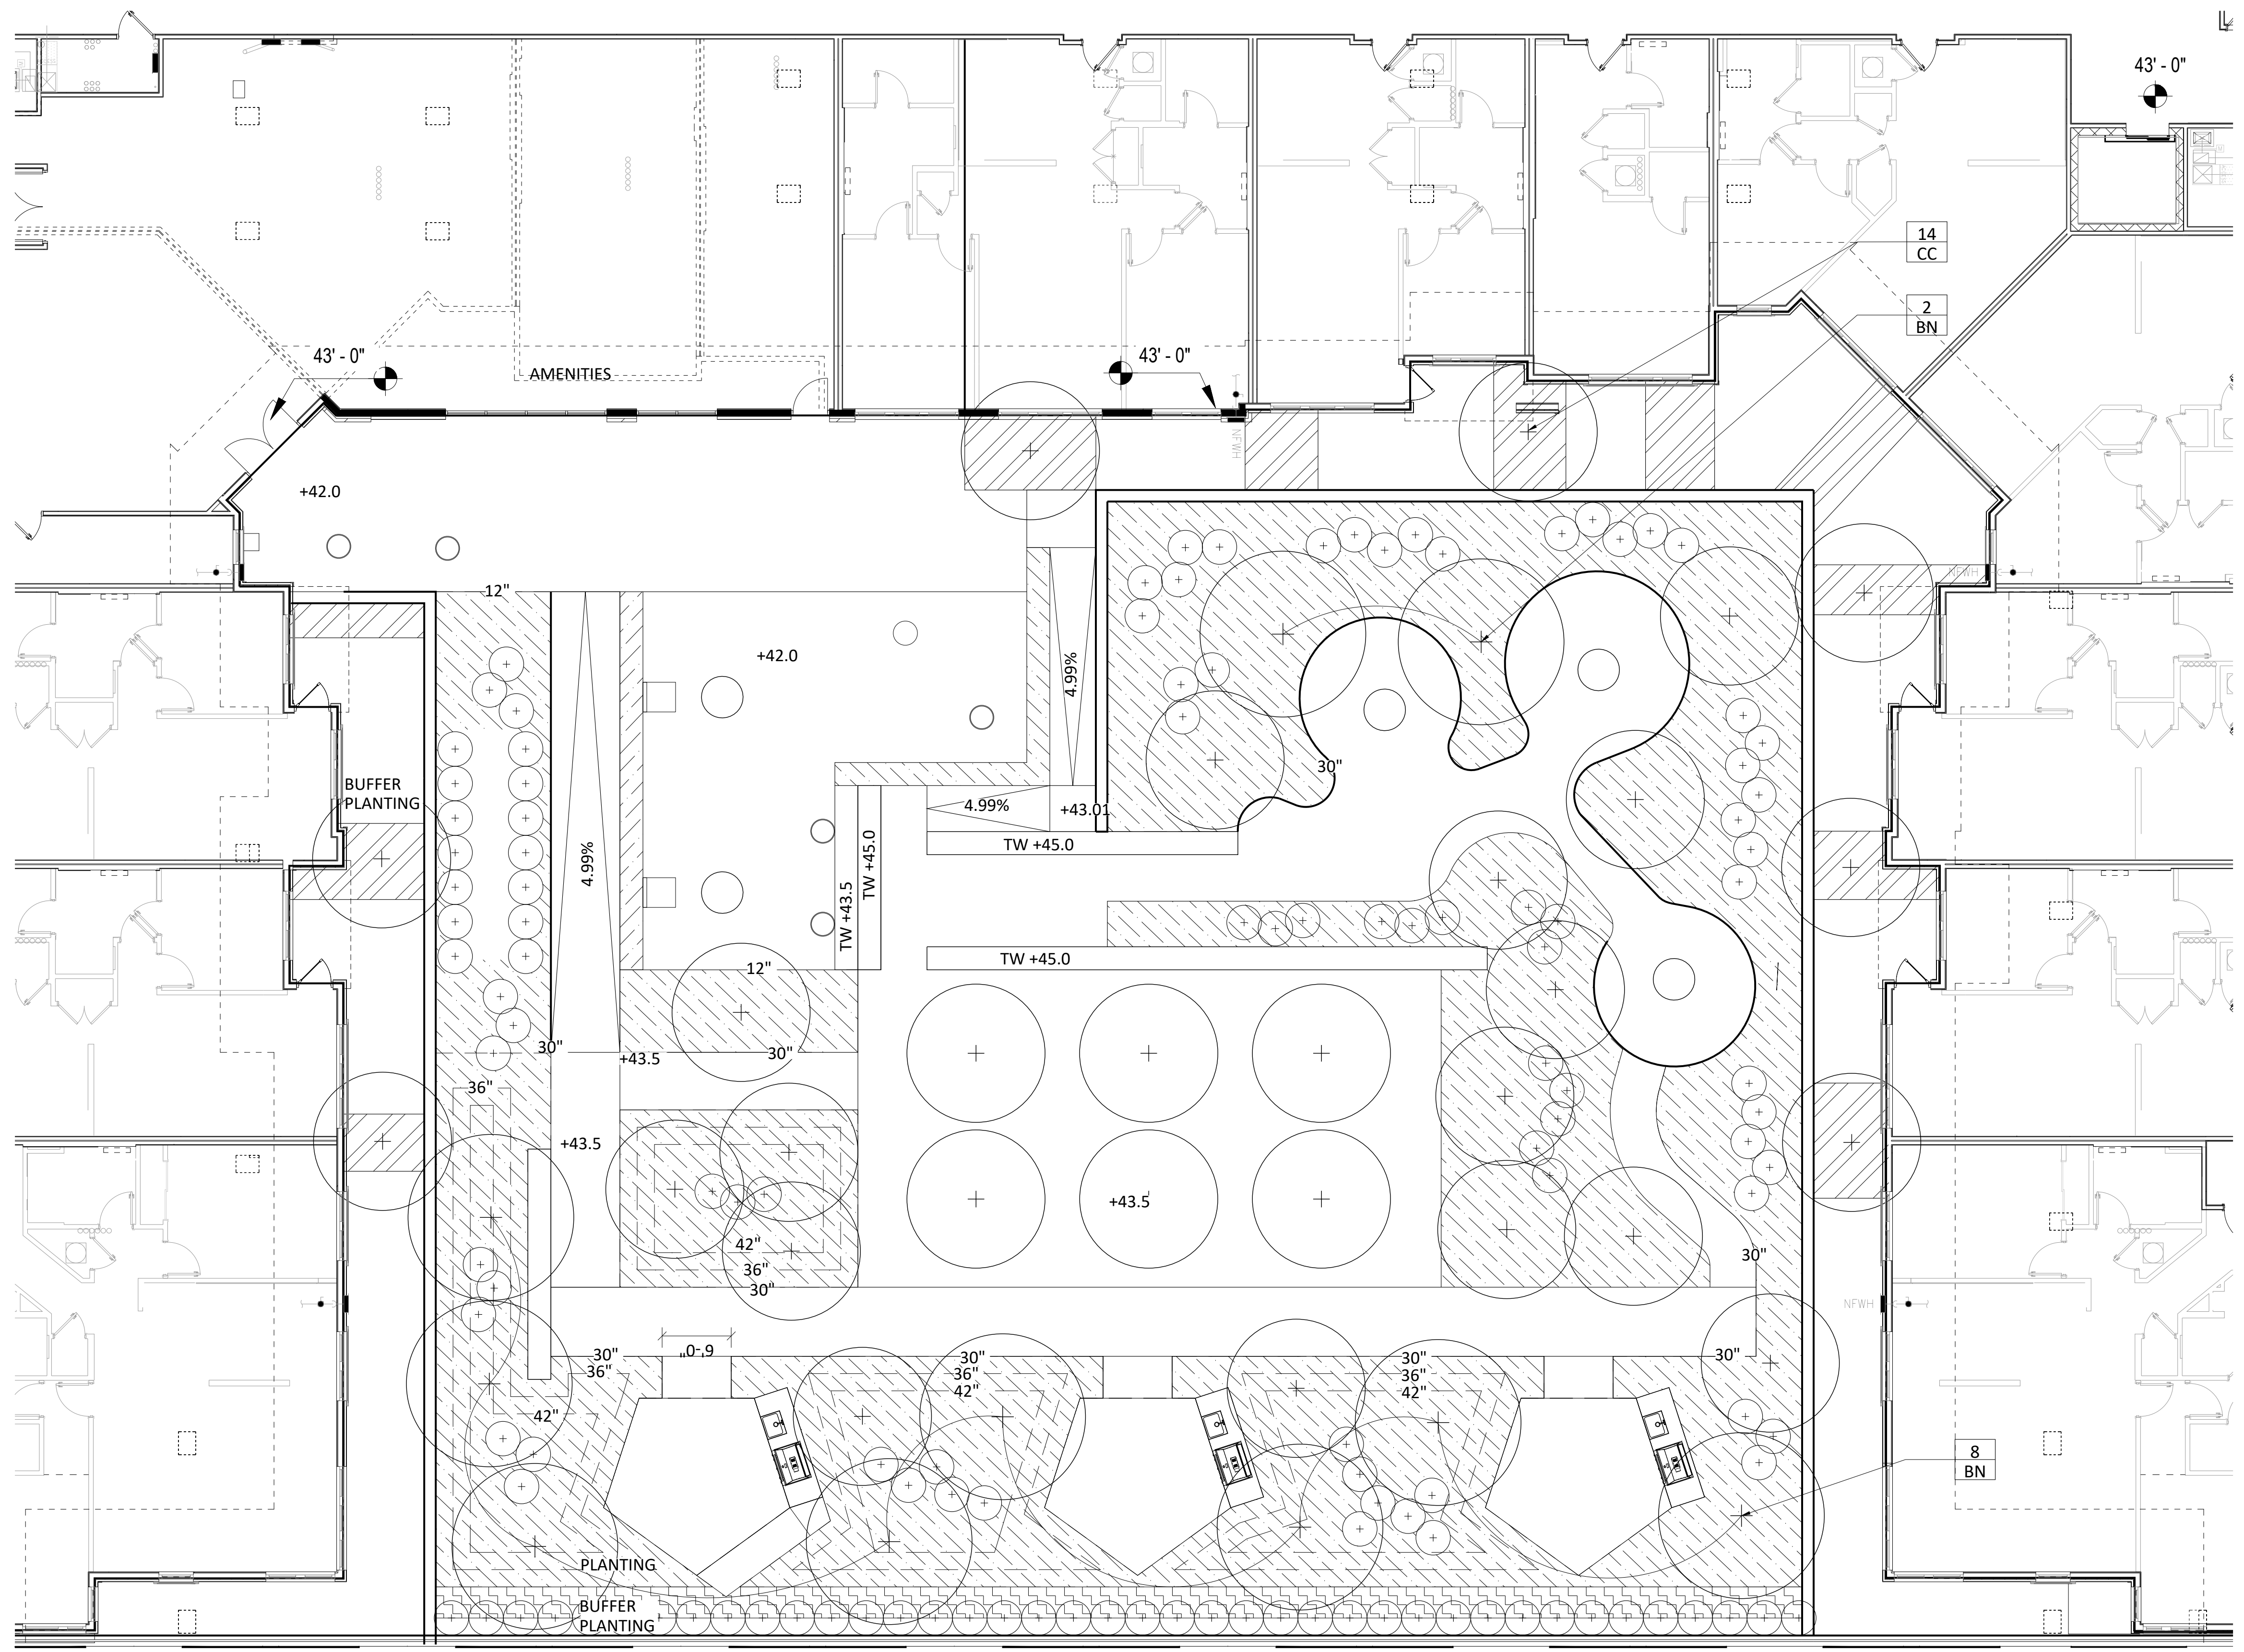 43' - 0"
14
CC
2
BN
43' - 0"
AMENITIES
43' - 0"
NFWH
+42.0
NFWH
12"
+42.0
4.99%
30"
BUFFER
PLANTING
4.99%
+43.01
4.99%
TW +45.0
TW +45.0
TW +43.5
TW +45.0
12"
30"
30"
+43.5
36"
+43.5
+43.5
42"
36"
30"
30"
NFWH
6'-0"
30"
36"
30"
36"
42"
30"
36"
42"
30"
42"
8
BN
PLANTING
BUFFER
PLANTING